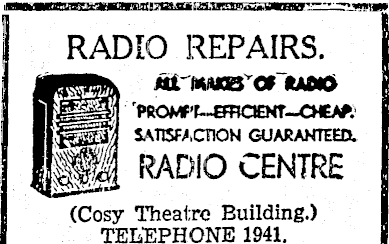 RADIO REPAIRS.
ALL MAKES OF RADIO
PROMPT—EFFICIENT—CHEAP.
SATISFACTION GUARANTEED.
RADIO CENTRE
(Cosy Theatre Building.)
TELEPHONE 1941.